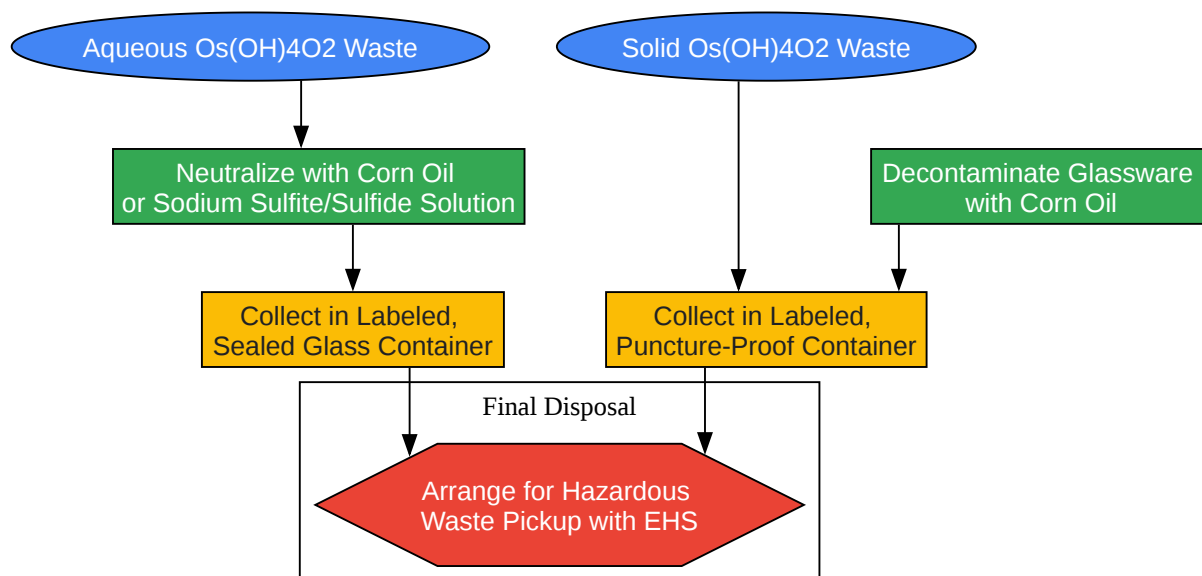 Aqueous Os(OH)4O2 Waste
Solid Os(OH)4O2 Waste
Neutralize with Corn Oil
or Sodium Sulfite/Sulfide Solution
Decontaminate Glassware
with Corn Oil
Collect in Labeled,
Sealed Glass Container
Collect in Labeled,
Puncture-Proof Container
Final Disposal
Arrange for Hazardous
Waste Pickup with EHS